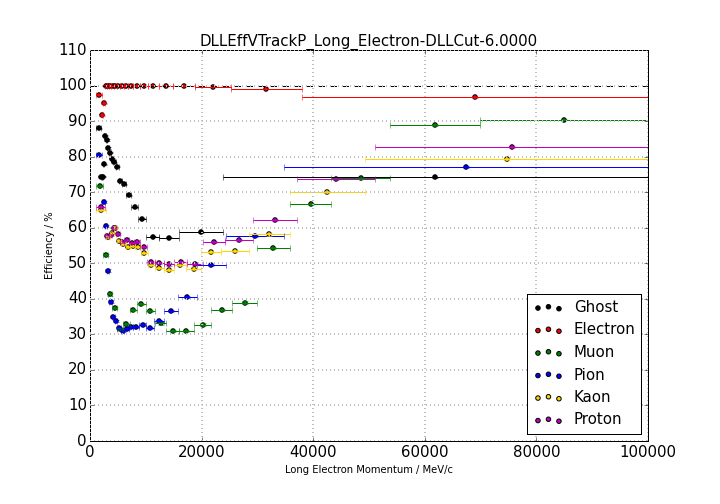 DLLEffVTrackP_Long_Electron-DLLCut-6.0000
110
100
90
80
70
60
50
40
30
20
10
0
Efficiency / %
Ghost
Electron
Muon
Pion
Kaon
Proton
0 20000 40000 60000 80000 100000
Long Electron Momentum / MeV/c